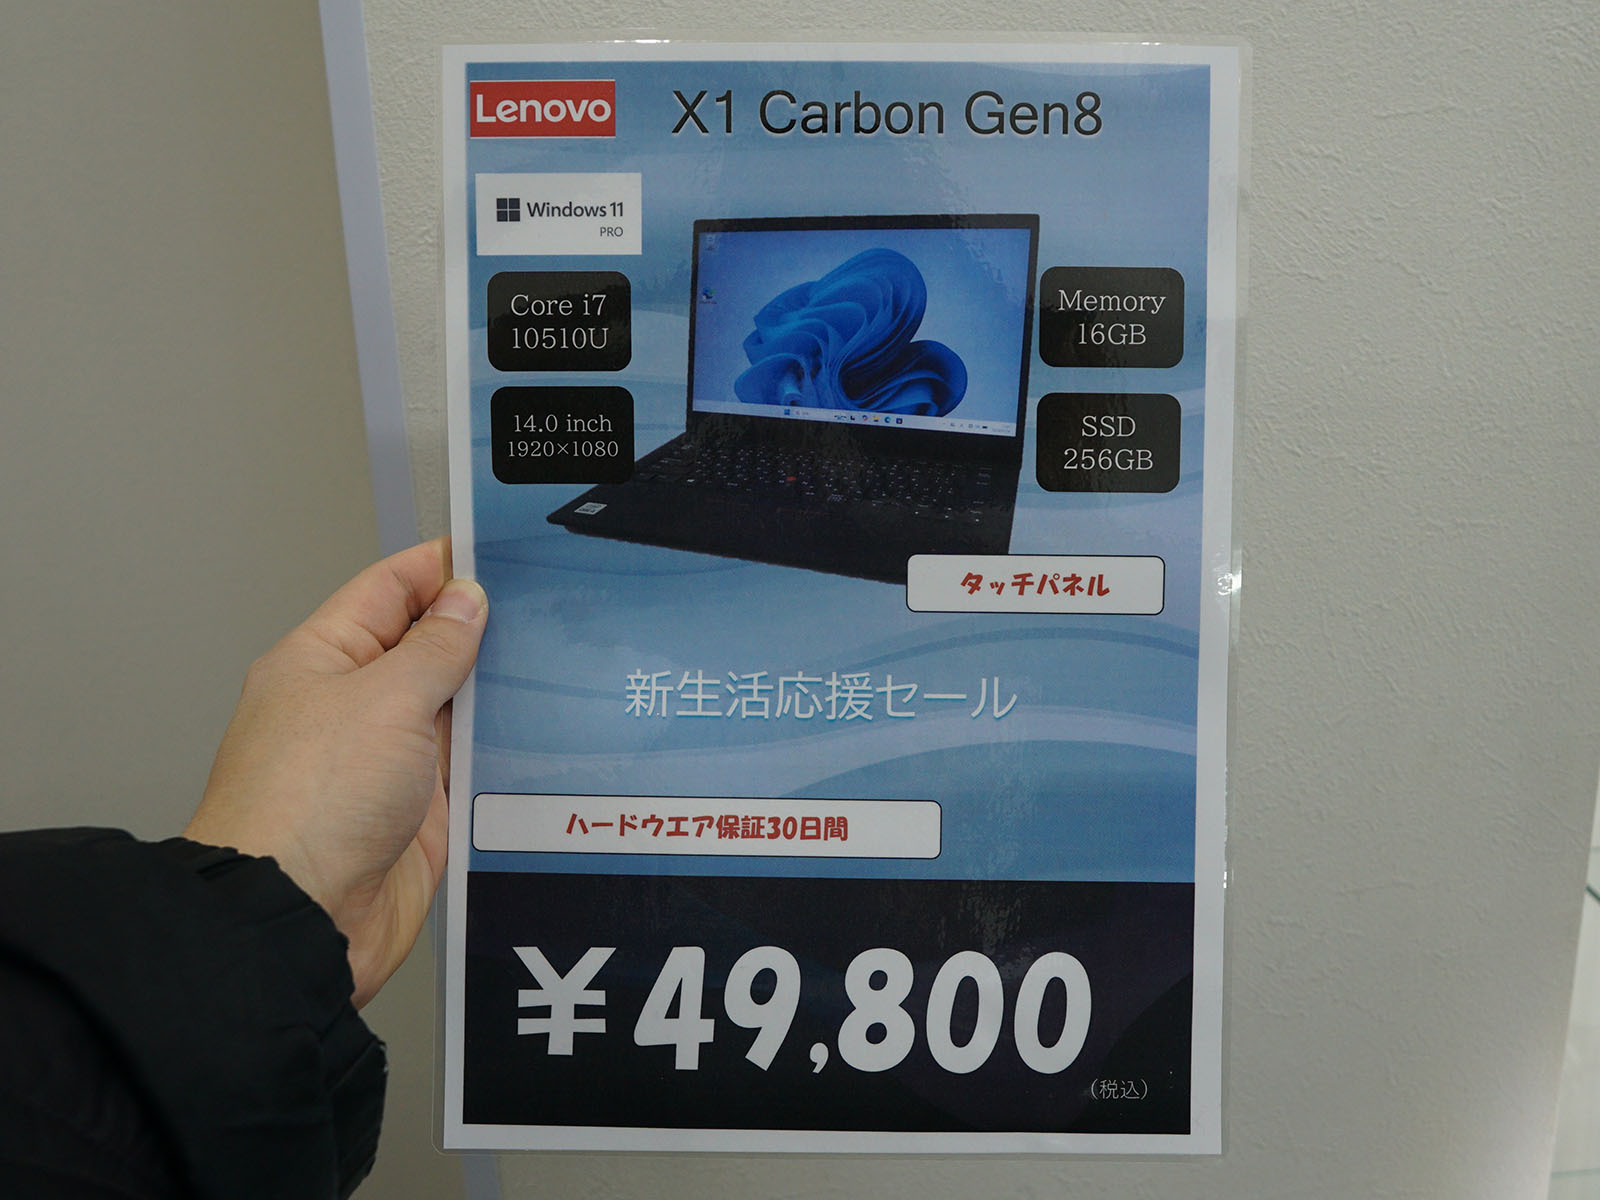 Lenovo
X1 Carbon Gen8
Windows 11
PRO
Core i7
10510U
14.0 inch
1920×1080
Memory
16GB
SSD
256GB
タッチパネル
新生活応援セール
ハードウエア保証30日間
￥49,800
(税込)